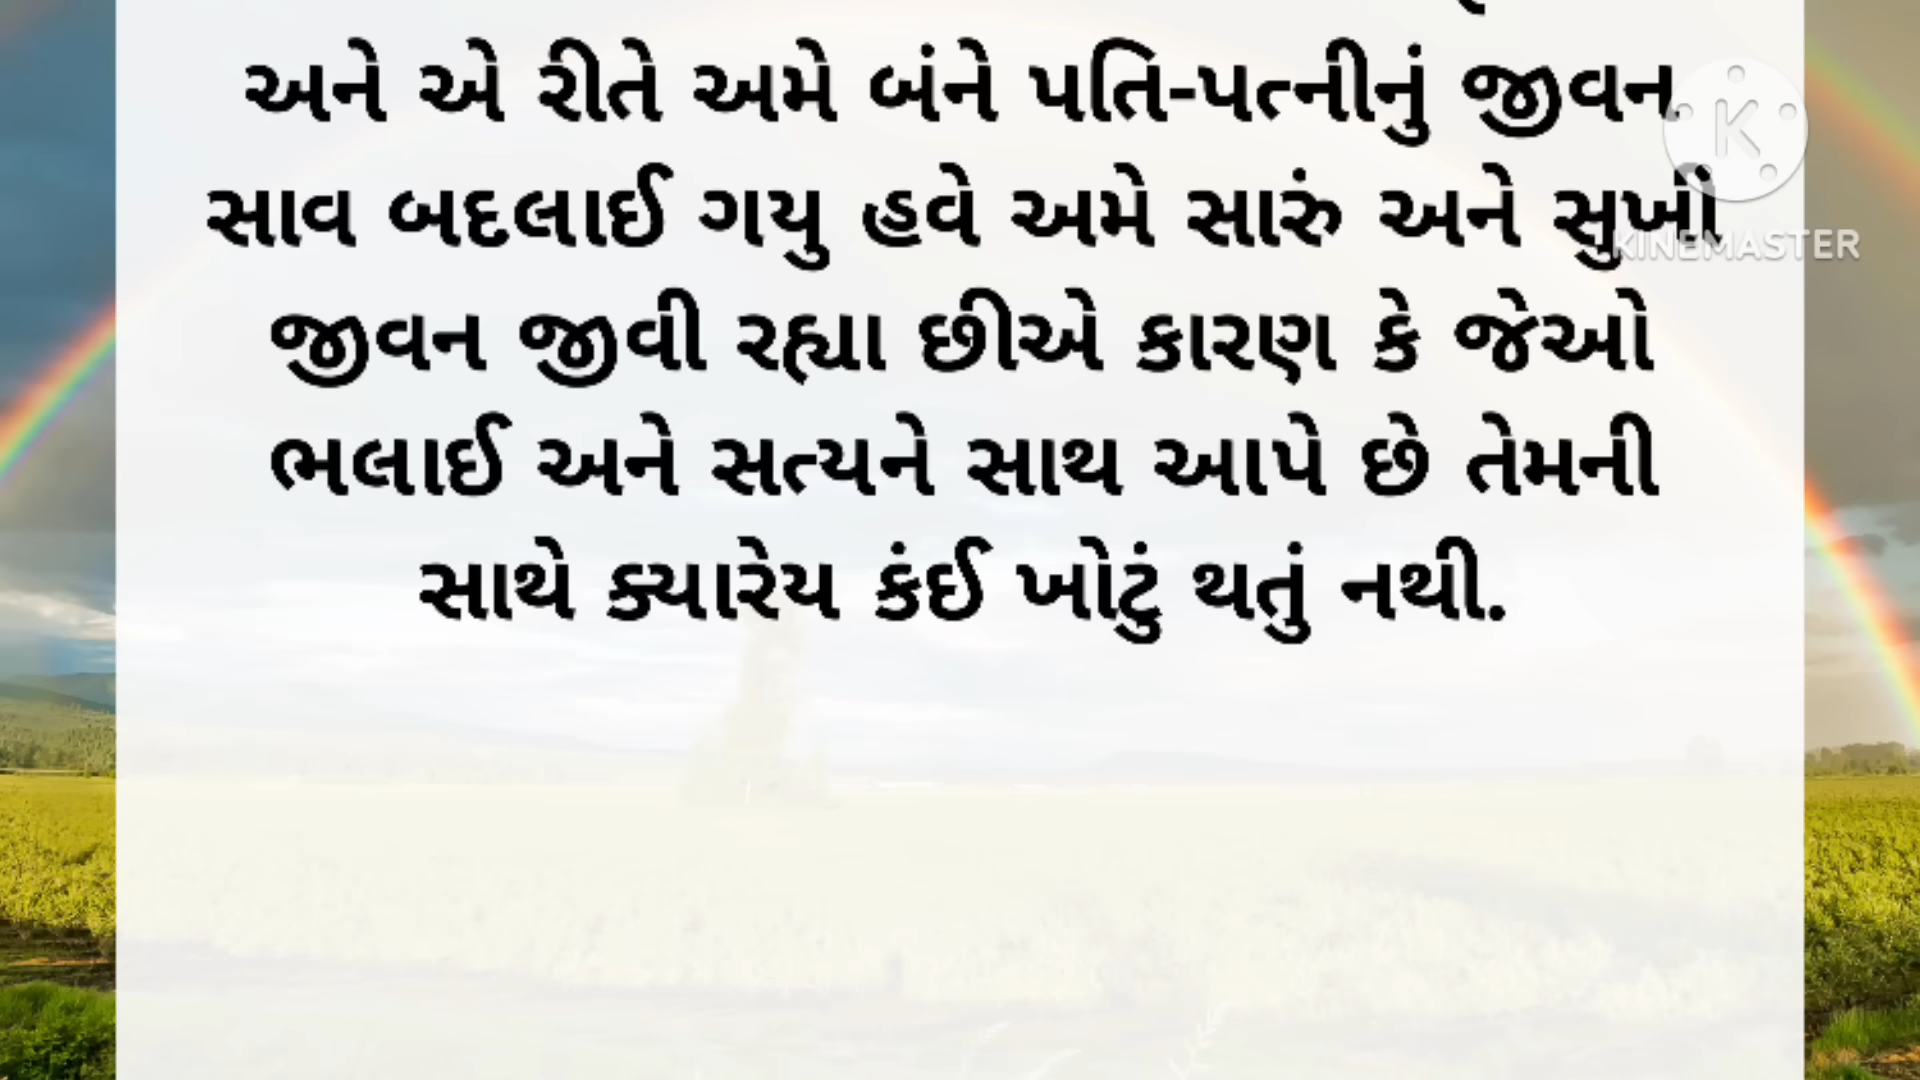 અને એ રીતે અમે બંને પતિ-પત્નીનું જીવન
સાવ બદલાઈ ગયુ હવે અમે સારું અને સુખી
જીવન જીવી રહ્યા છીએ કારણ કે જેઓ
ભલાઈ અને સત્યને સાથ આપે છે તેમની
સાથે ક્યારેય કંઈ ખોટું થતું નથી.
K
KINEMASTER